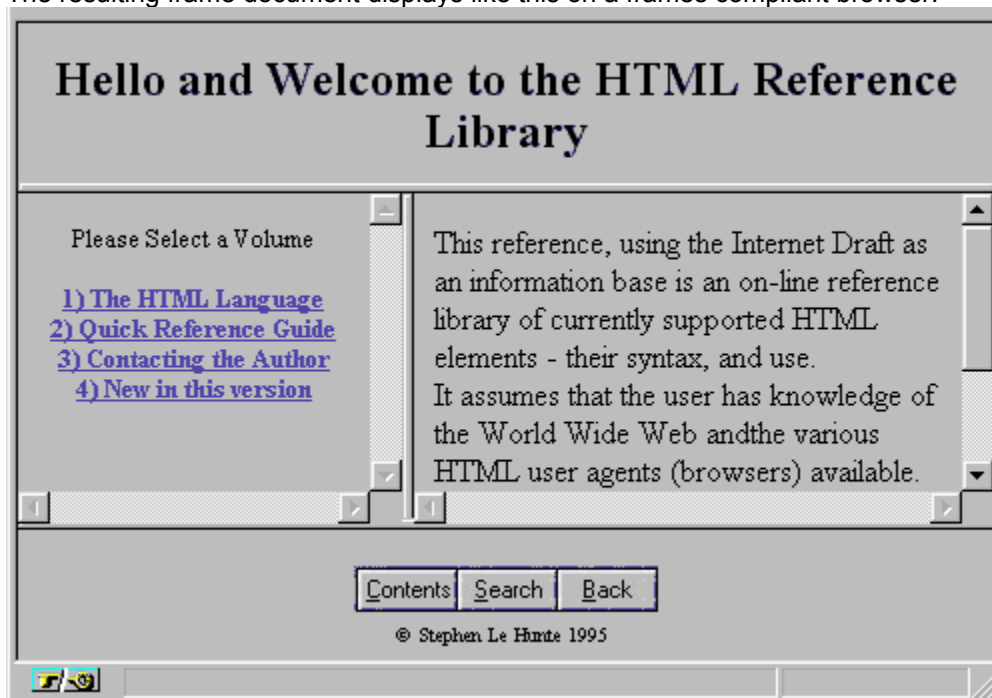 The resulting frame document displays like this on a frames compliant browser:
Hello and Welcome to the HTML Reference
Library
Please Select a Volume
1) The HTML Language
2) Quick Reference Guide
3) Contacting the Author
4) New in this version
This reference, using the Internet Draft as
an information base is an on-line reference
library of currently supported HTML
elements - their syntax, and use.
It assumes that the user has knowledge of
the World Wide Web andthe various
HTML user agents (browsers) available.
Contents Search Back
© Stephen Le Hunte 1995